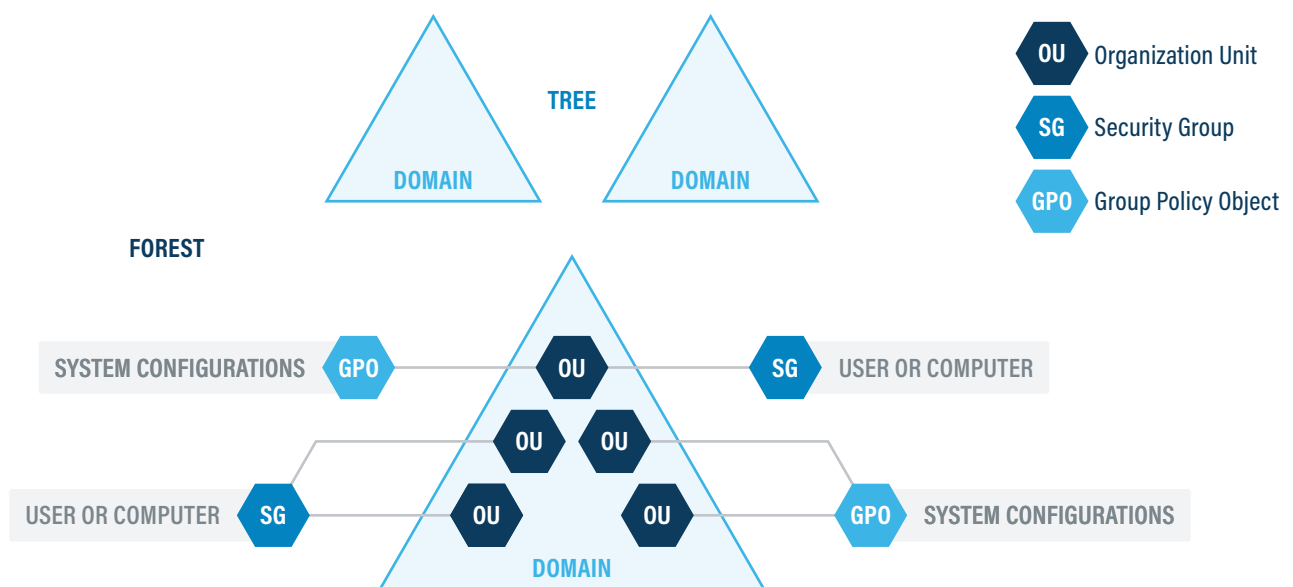 TREE
DOMAIN
DOMAIN
OU Organization Unit
SG Security Group
GPO Group Policy Object
FOREST
SYSTEM CONFIGURATIONS GPO OU SG USER OR COMPUTER
OU OU
USER OR COMPUTER SG OU OU GPO SYSTEM CONFIGURATIONS
DOMAIN